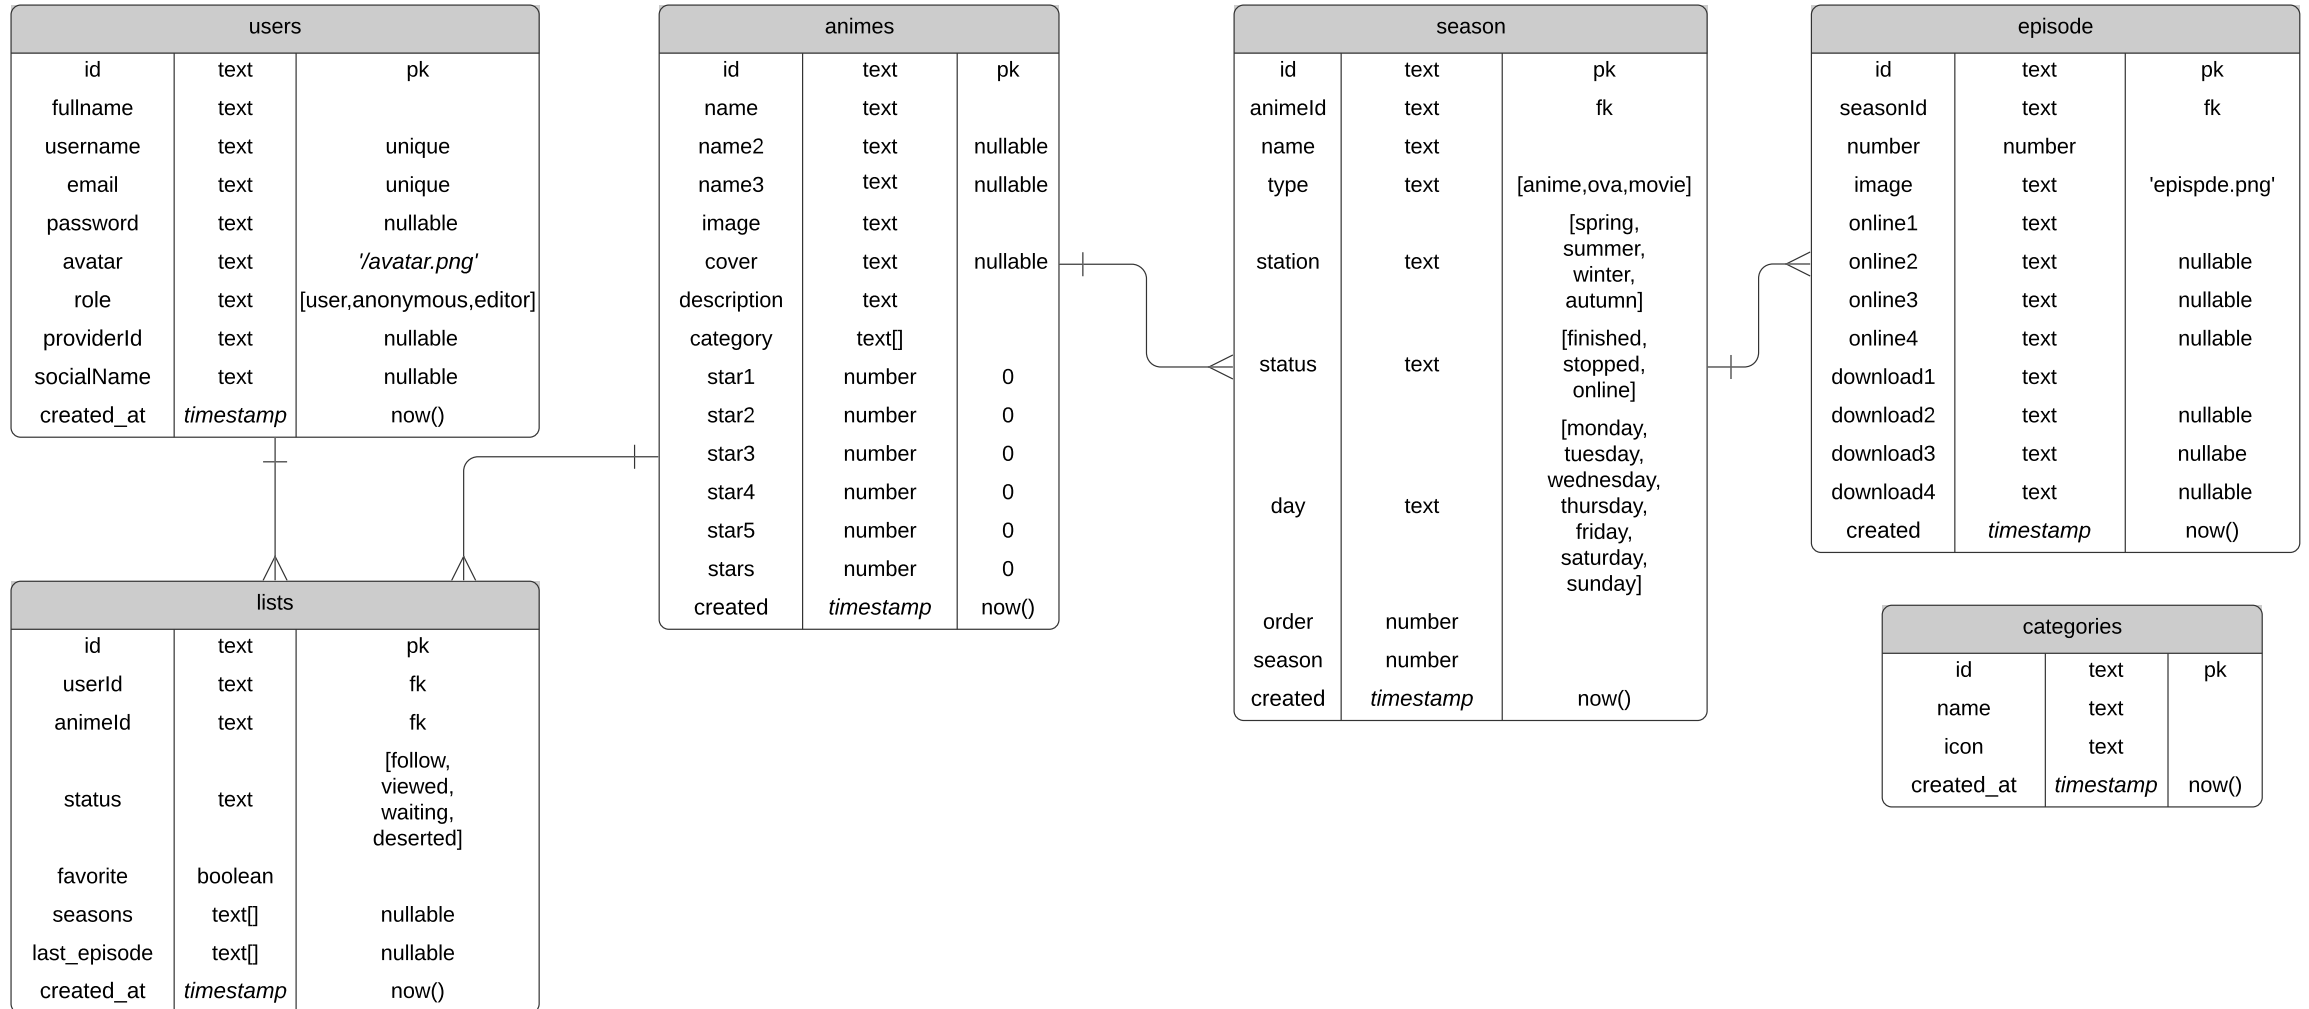 users
id text pk
fullname text
username text unique
email text unique
password text nullable
avatar text '/avatar.png'
role text [user,anonymous,editor]
providerId text nullable
socialName text nullable
created_at timestamp now()
animes
id text pk
name text
name2 text nullable
name3 text nullable
image text
cover text nullable
description text
category text[]
star1 number 0
star2 number 0
star3 number 0
star4 number 0
star5 number 0
stars number 0
created timestamp now()
season
id text pk
animeId text fk
name text
type text [anime,ova,movie]
station text [spring,
summer,
winter,
autumn]
status text [finished,
stopped,
online]
day text [monday,
tuesday,
wednesday,
thursday,
friday,
saturday,
sunday]
order number
season number
created timestamp now()
episode
id text pk
seasonId text fk
number number
image text 'epispde.png'
online1 text
online2 text nullable
online3 text nullable
online4 text nullable
download1 text
download2 text nullable
download3 text nullabe
download4 text nullable
created timestamp now()
lists
id text pk
userId text fk
animeId text fk
status text [follow,
viewed,
waiting,
deserted]
favorite boolean
seasons text[] nullable
last_episode text[] nullable
created_at timestamp now()
categories
id text pk
name text
icon text
created_at timestamp now()